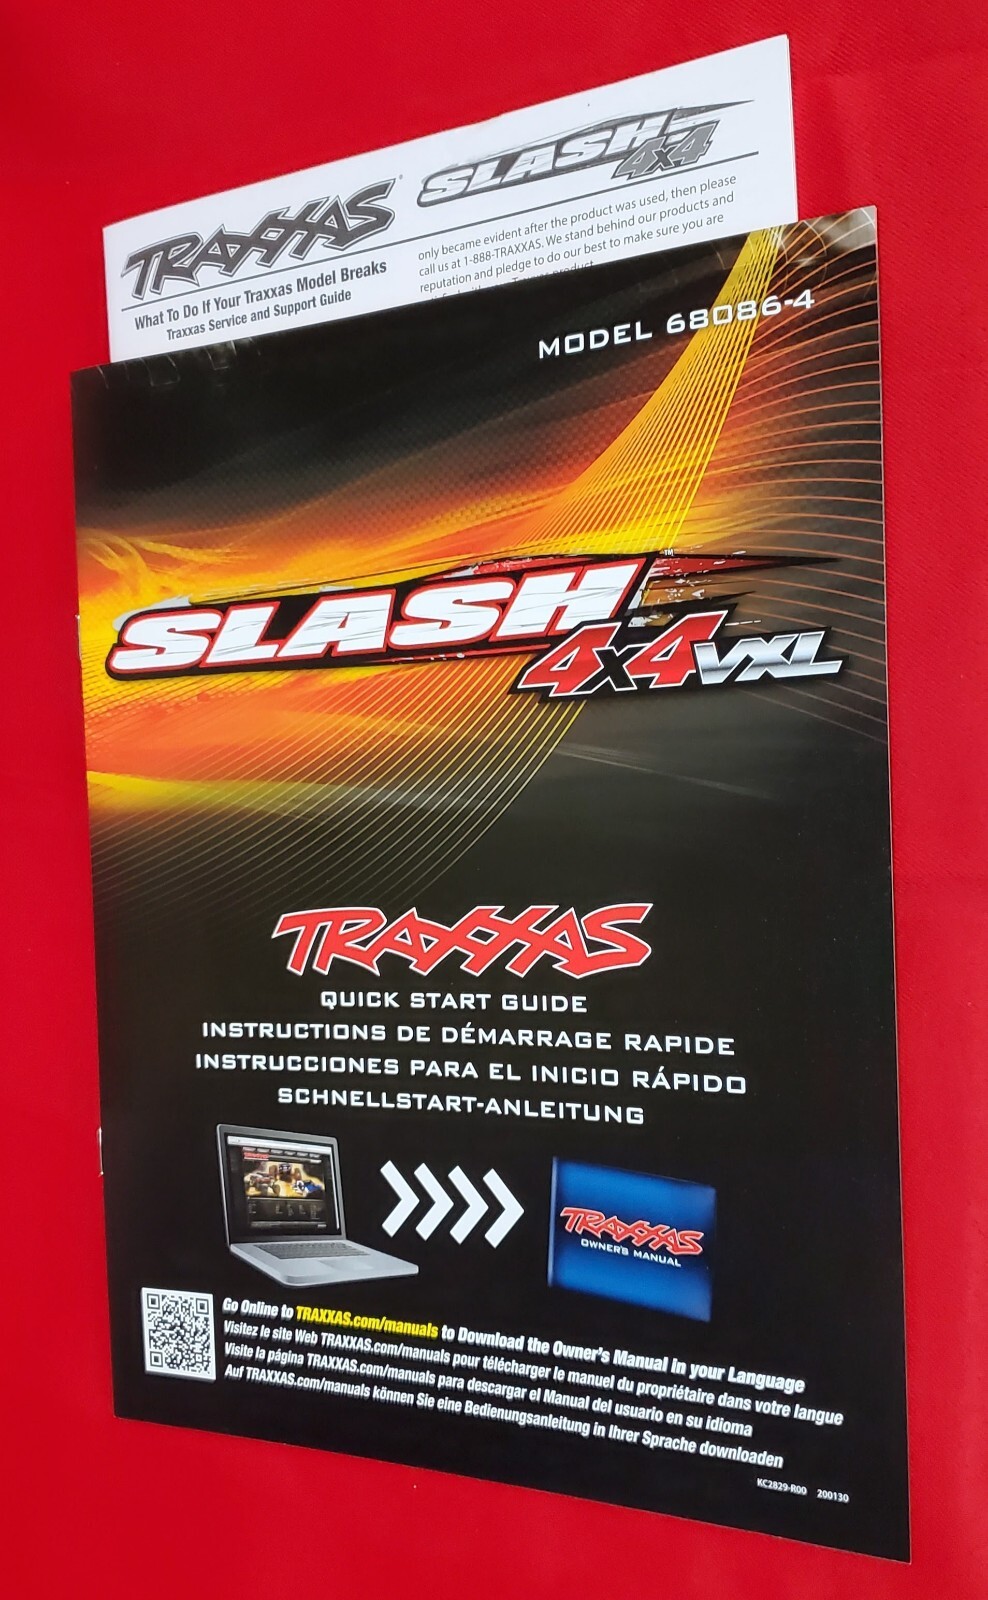 TRAXXAS
SLASH
4x4
What To Do If Your Traxxas Model Breaks
Traxxas Service and Support Guide
only became evident after the product was used, then please
call us at 1-888-TRAXXAS. We stand behind our products and
reputation and pledge to do our best to make sure you are
MODEL 68086-4
SLASH™
4x4 VXL
TRAXXAS
QUICK START GUIDE
INSTRUCTIONS DE DÉMARRAGE RAPIDE
INSTRUCCIONES PARA EL INICIO RÁPIDO
SCHNELLSTART-ANLEITUNG
TRAXXAS
OWNER'S MANUAL
Go Online to TRAXXAS.com/manuals to Download the Owner's Manual in your Language
Visitez le site Web TRAXXAS.com/manuals pour télécharger le manuel du propriétaire dans votre langue
Visite la página TRAXXAS.com/manuals para descargar el Manual del usuario en su idioma
Auf TRAXXAS.com/manuals können Sie eine Bedienungsanleitung in Ihrer Sprache downloaden
KC2829-R00 200130